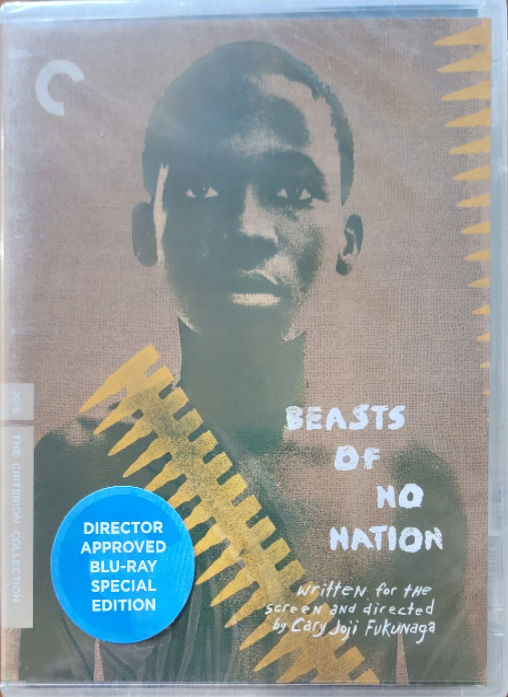 BEASTS
OF
NO
NATION
written for the
screen and directed
by Cary Joji Fukunaga
DIRECTOR
APPROVED
BLU-RAY
SPECIAL
EDITION
2015
THE CRITERION COLLECTION